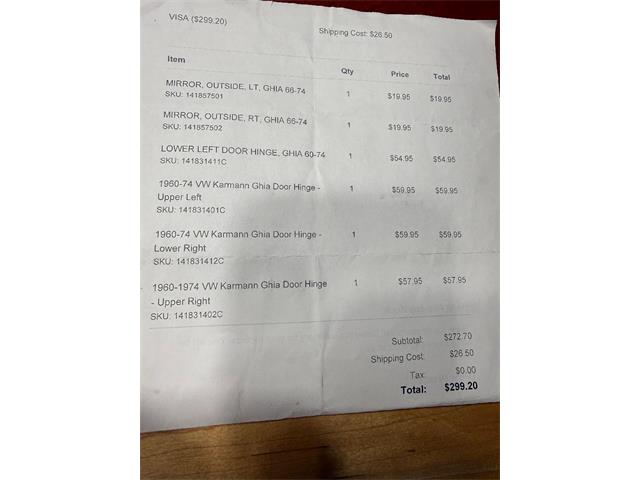 VISA ($299.20)
Shipping Cost: $26.50
Item Qty Price Total
MIRROR, OUTSIDE, LT, GHIA 66-74 1 $19.95 $19.95
SKU: 141857501
MIRROR, OUTSIDE, RT, GHIA 66-74 1 $19.95 $19.95
SKU: 141857502
LOWER LEFT DOOR HINGE, GHIA 60-74 1 $54.95 $54.95
SKU: 141831411C
1960-74 VW Karmann Ghia Door Hinge - 1 $59.95 $59.95
Upper Left
SKU: 141831401C
1960-74 VW Karmann Ghia Door Hinge - 1 $59.95 $59.95
Lower Right
SKU: 141831412C
1960-1974 VW Karmann Ghia Door Hinge 1 $57.95 $57.95
- Upper Right
SKU: 141831402C
Subtotal: $272.70
Shipping Cost: $26.50
Tax: $0.00
Total: $299.20